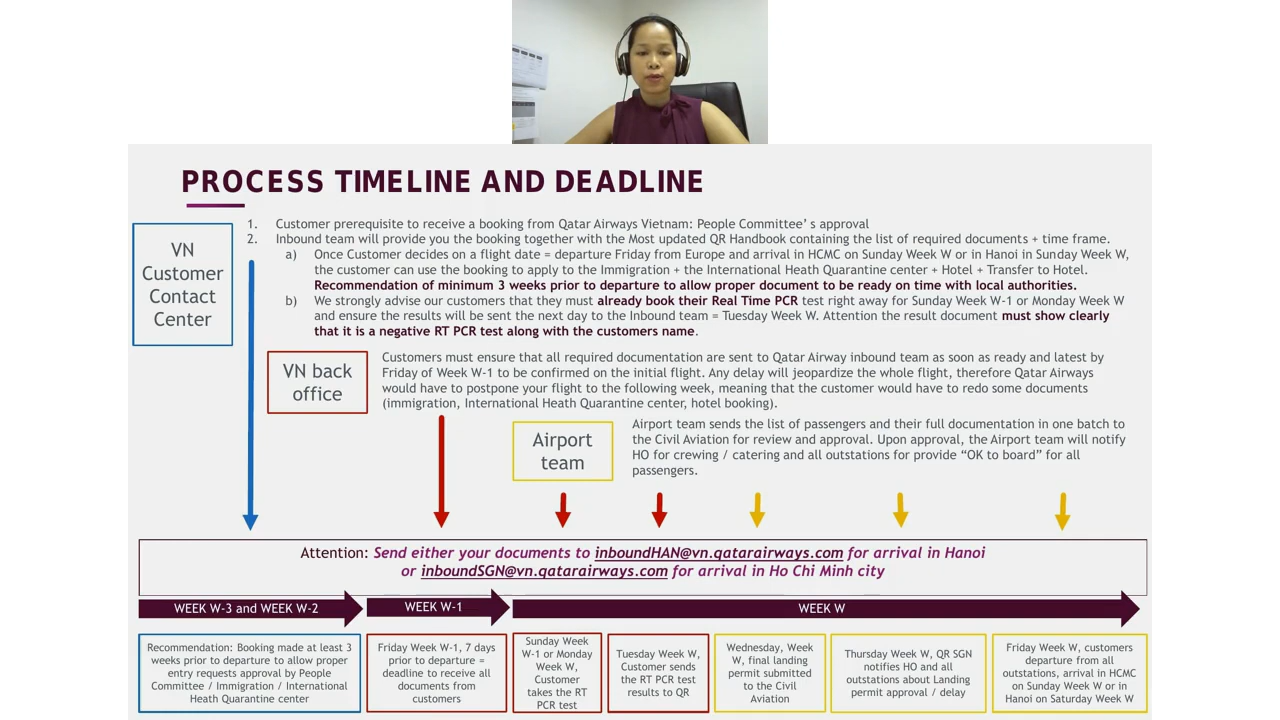 PROCESS TIMELINE AND DEADLINE
VN
Customer
Contact
Center
1. Customer prerequisite to receive a booking from Qatar Airways Vietnam: People Committee' s approval
2. Inbound team will provide you the booking together with the Most updated QR Handbook containing the list of required documents + time frame.
a) Once Customer decides on a flight date = departure Friday from Europe and arrival in HCMC on Sunday Week W or in Hanoi in Sunday Week W,
the customer can use the booking to apply to the Immigration + the International Heath Quarantine center + Hotel + Transfer to Hotel.
Recommendation of minimum 3 weeks prior to departure to allow proper document to be ready on time with local authorities.
b) We strongly advise our customers that they must already book their Real Time PCR test right away for Sunday Week W-1 or Monday Week W
and ensure the results will be sent the next day to the Inbound team = Tuesday Week W. Attention the result document must show clearly
that it is a negative RT PCR test along with the customers name.
VN back
office
Customers must ensure that all required documentation are sent to Qatar Airway inbound team as soon as ready and latest by
Friday of Week W-1 to be confirmed on the initial flight. Any delay will jeopardize the whole flight, therefore Qatar Airways
would have to postpone your flight to the following week, meaning that the customer would have to redo some documents
(immigration, International Heath Quarantine center, hotel booking).
Airport
team
Airport team sends the list of passengers and their full documentation in one batch to
the Civil Aviation for review and approval. Upon approval, the Airport team will notify
HO for crewing / catering and all outstations for provide “OK to board” for all
passengers.
Attention: Send either your documents to inboundHAN@vn.qatarairways.com for arrival in Hanoi
or inboundSGN@vn.qatarairways.com for arrival in Ho Chi Minh city
WEEK W-3 and WEEK W-2
WEEK W-1
WEEK W
Recommendation: Booking made at least 3
weeks prior to departure to allow proper
entry requests approval by People
Committee / Immigration / International
Heath Quarantine center
Friday Week W-1, 7 days
prior to departure =
deadline to receive all
documents from
customers
Sunday Week
W-1 or Monday
Week W,
Customer
takes the RT
PCR test
Tuesday Week W,
Customer sends
the RT PCR test
results to QR
Wednesday, Week
W, final landing
permit submitted
to the Civil
Aviation
Thursday Week W, QR SGN
notifies HO and all
outstations about Landing
permit approval / delay
Friday Week W, customers
departure from all
outstations, arrival in HCMC
on Sunday Week W or in
Hanoi on Saturday Week W